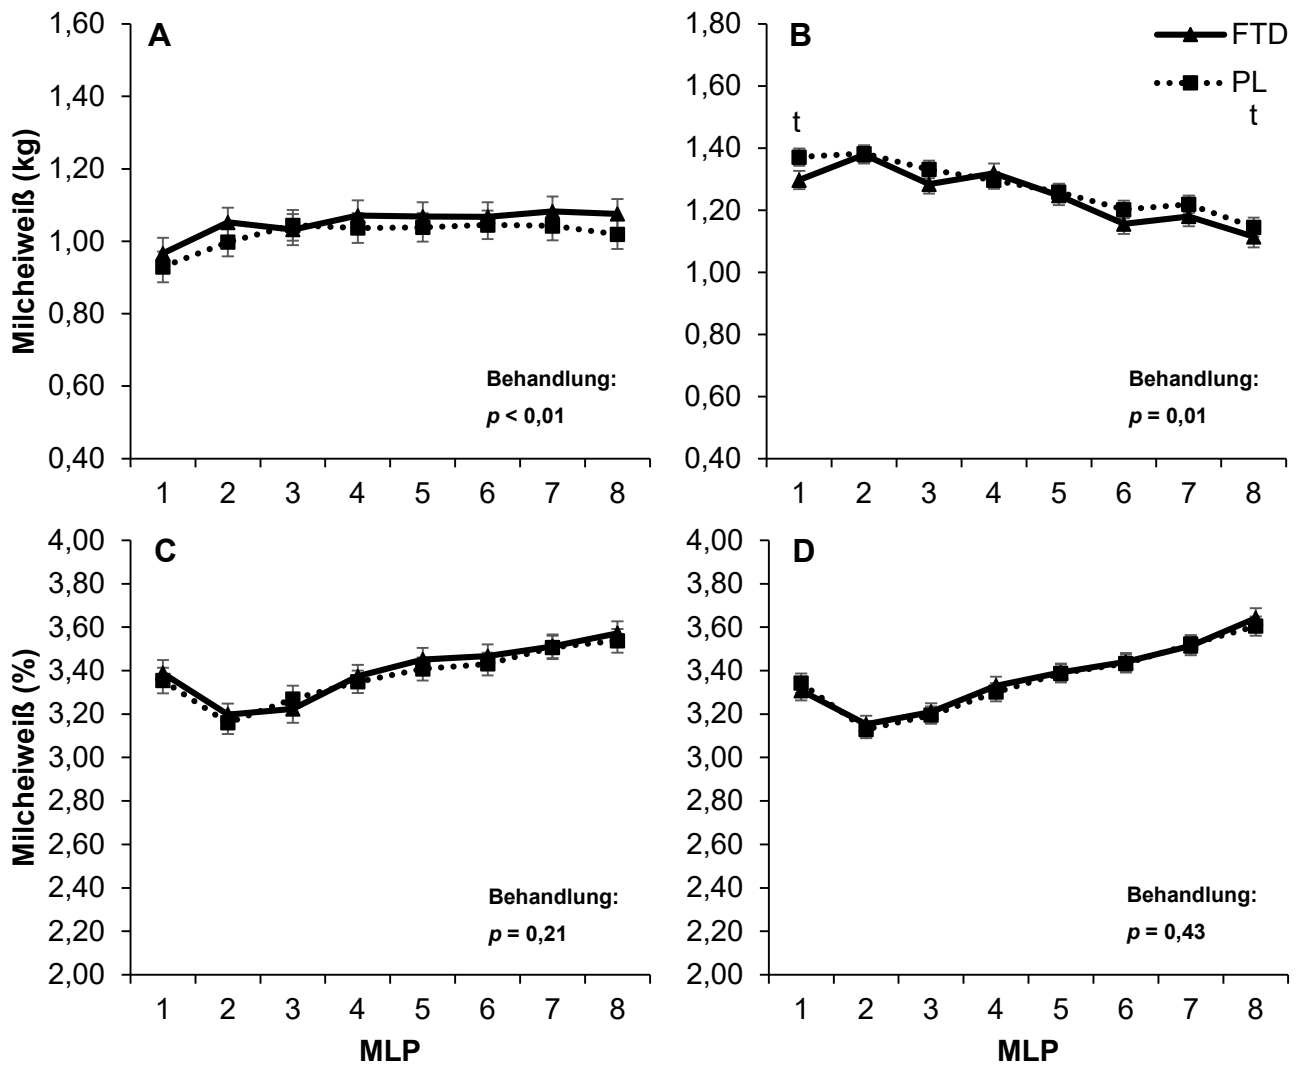 A
Milcheiweiß (kg)
1,60
1,40
1,20
1,00
0,80
0,60
0,40
Behandlung:
p < 0,01
1 2 3 4 5 6 7 8
B
1,80
1,60
1,40
1,20
1,00
0,80
0,60
0,40
FTD
PL
t
t
Behandlung:
p = 0,01
1 2 3 4 5 6 7 8
C
Milcheiweiß (%)
4,00
3,80
3,60
3,40
3,20
3,00
2,80
2,60
2,40
2,20
2,00
Behandlung:
p = 0,21
1 2 3 4 5 6 7 8
MLP
D
4,00
3,80
3,60
3,40
3,20
3,00
2,80
2,60
2,40
2,20
2,00
Behandlung:
p = 0,43
1 2 3 4 5 6 7 8
MLP